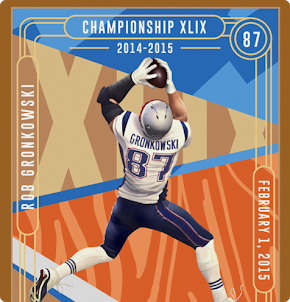 CHAMPIONSHIP XLIX
2014-2015
87
ROB GRONKOWSKI
GRONKOWSKI
87
FEBRUARY 1, 2015